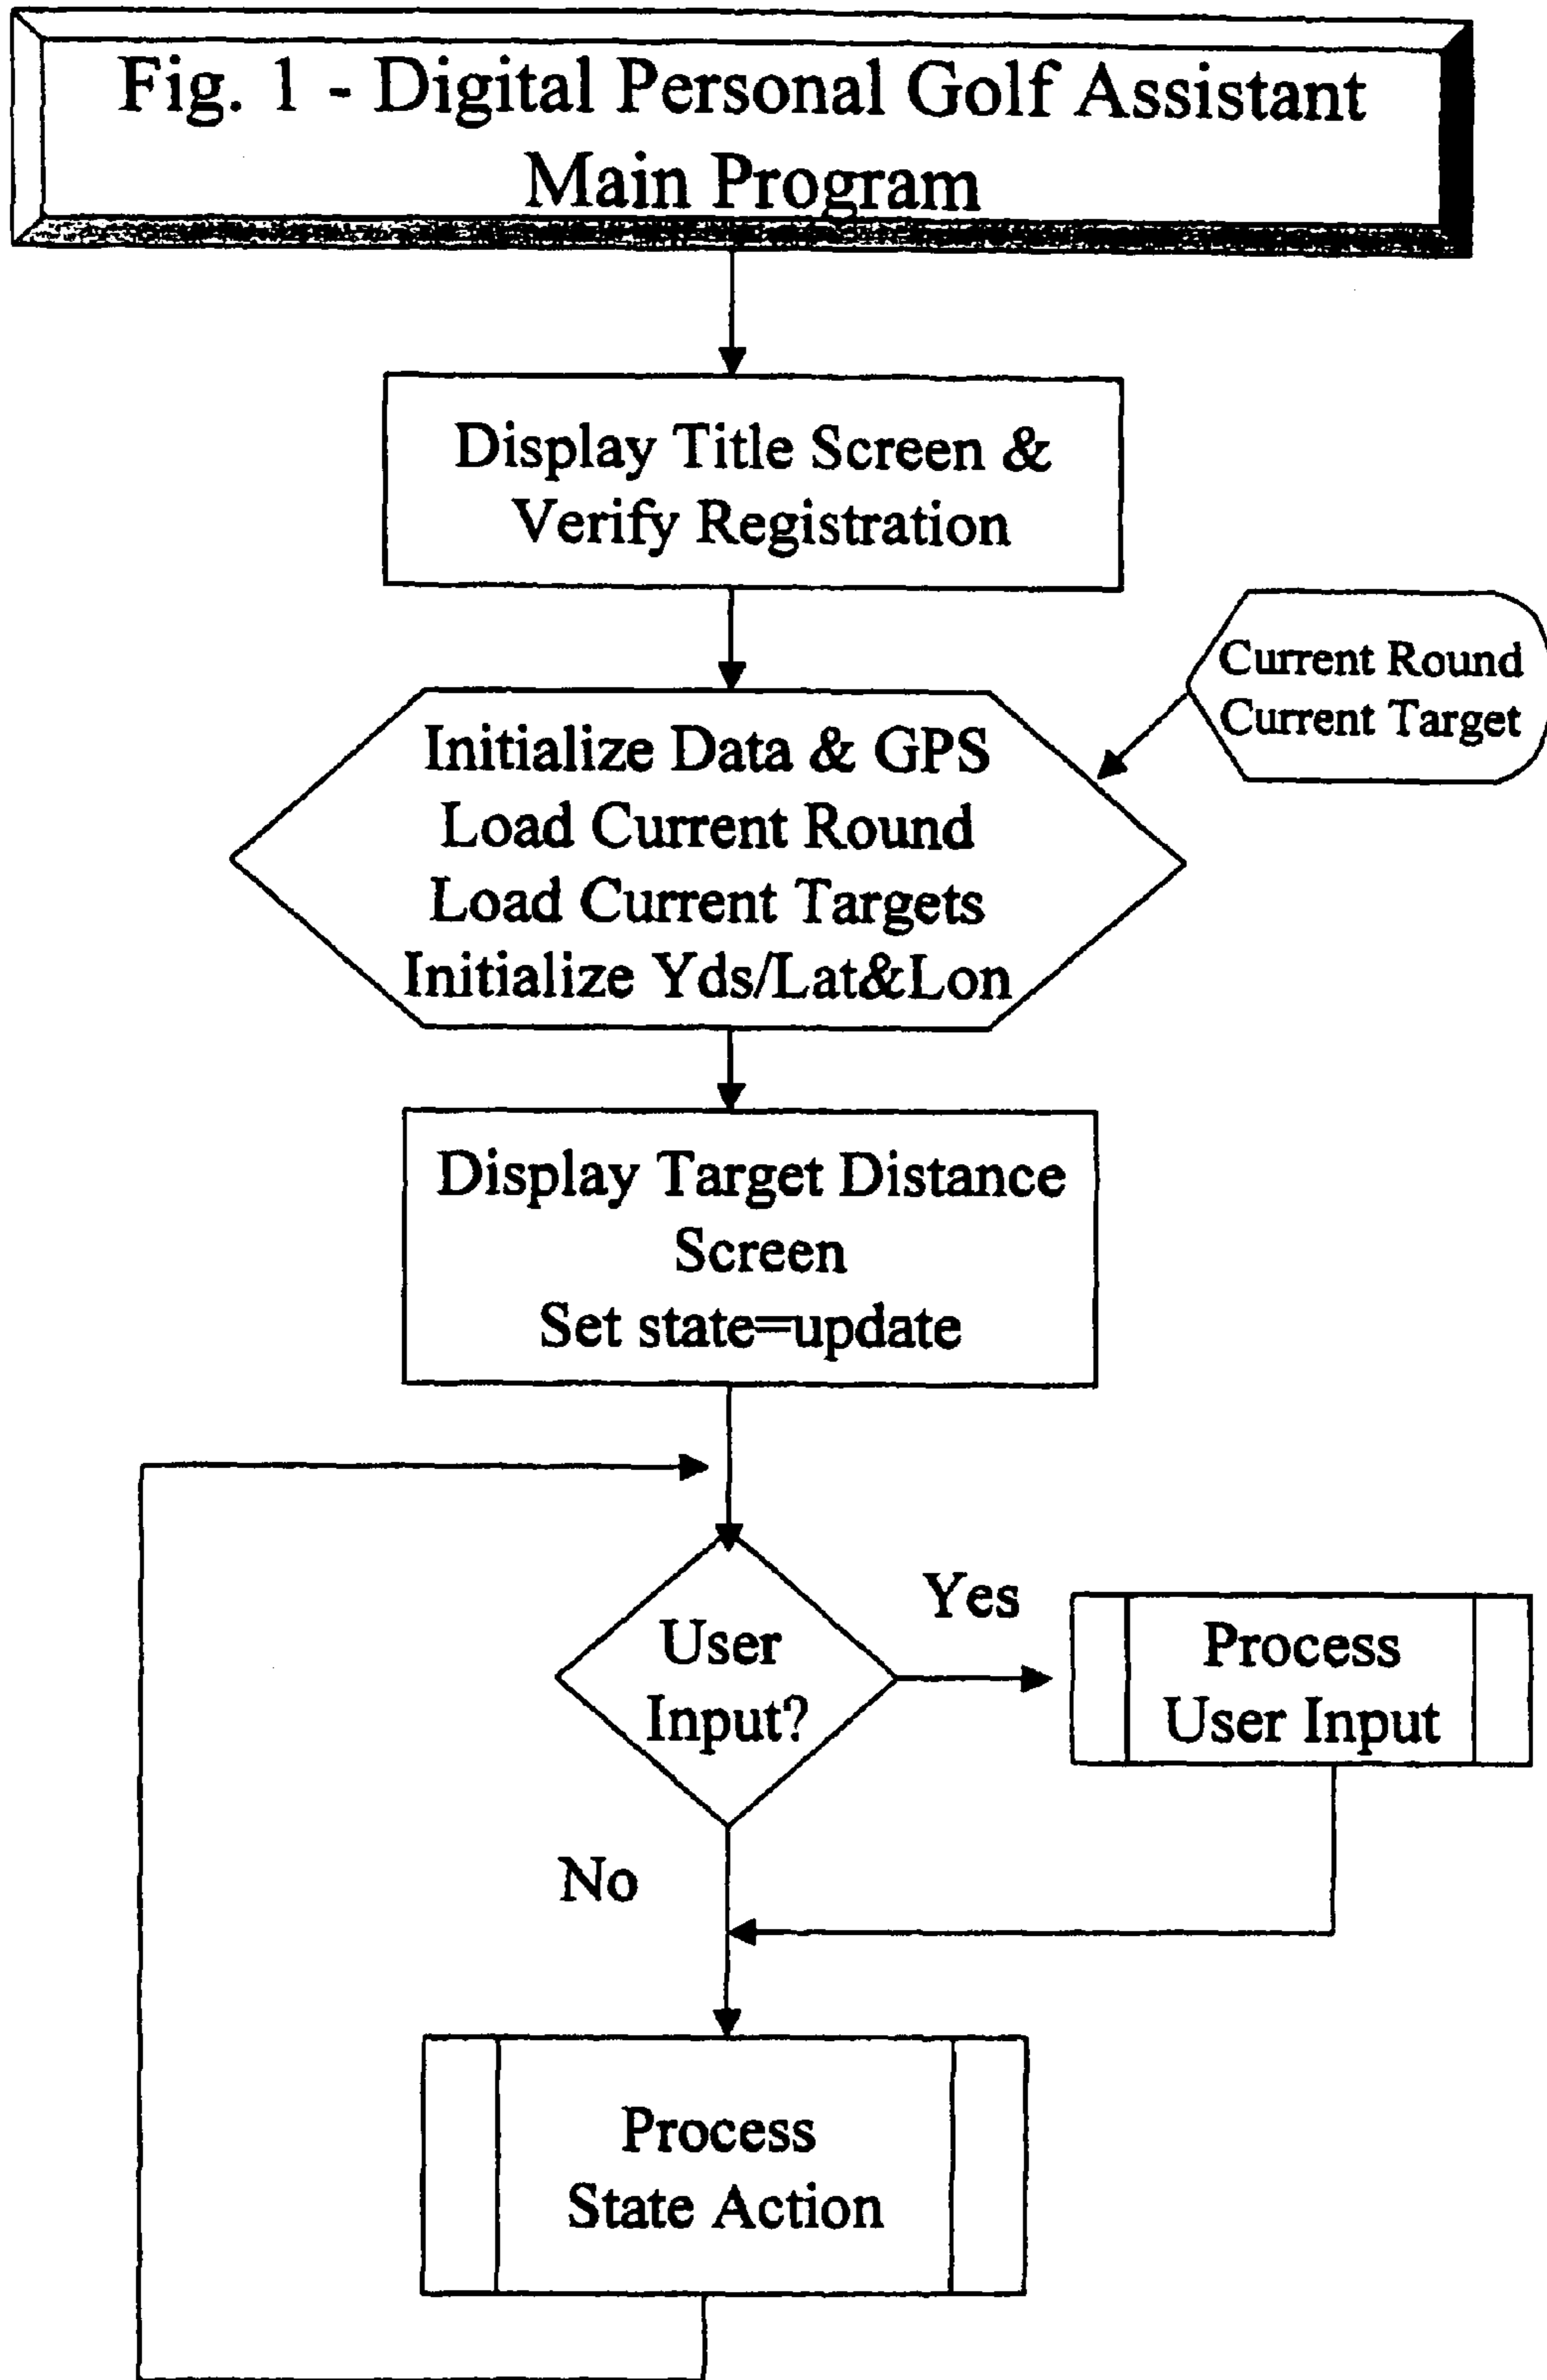 Fig. 1 - Digital Personal Golf Assistant
Main Program
Display Title Screen &
Verify Registration
Current Round
Current Target
Initialize Data & GPS
Load Current Round
Load Current Targets
Initialize Yds/Lat&Lon
Display Target Distance
Screen
Set state=update
User
Input?
Yes
Process
User Input
No
Process
State Action